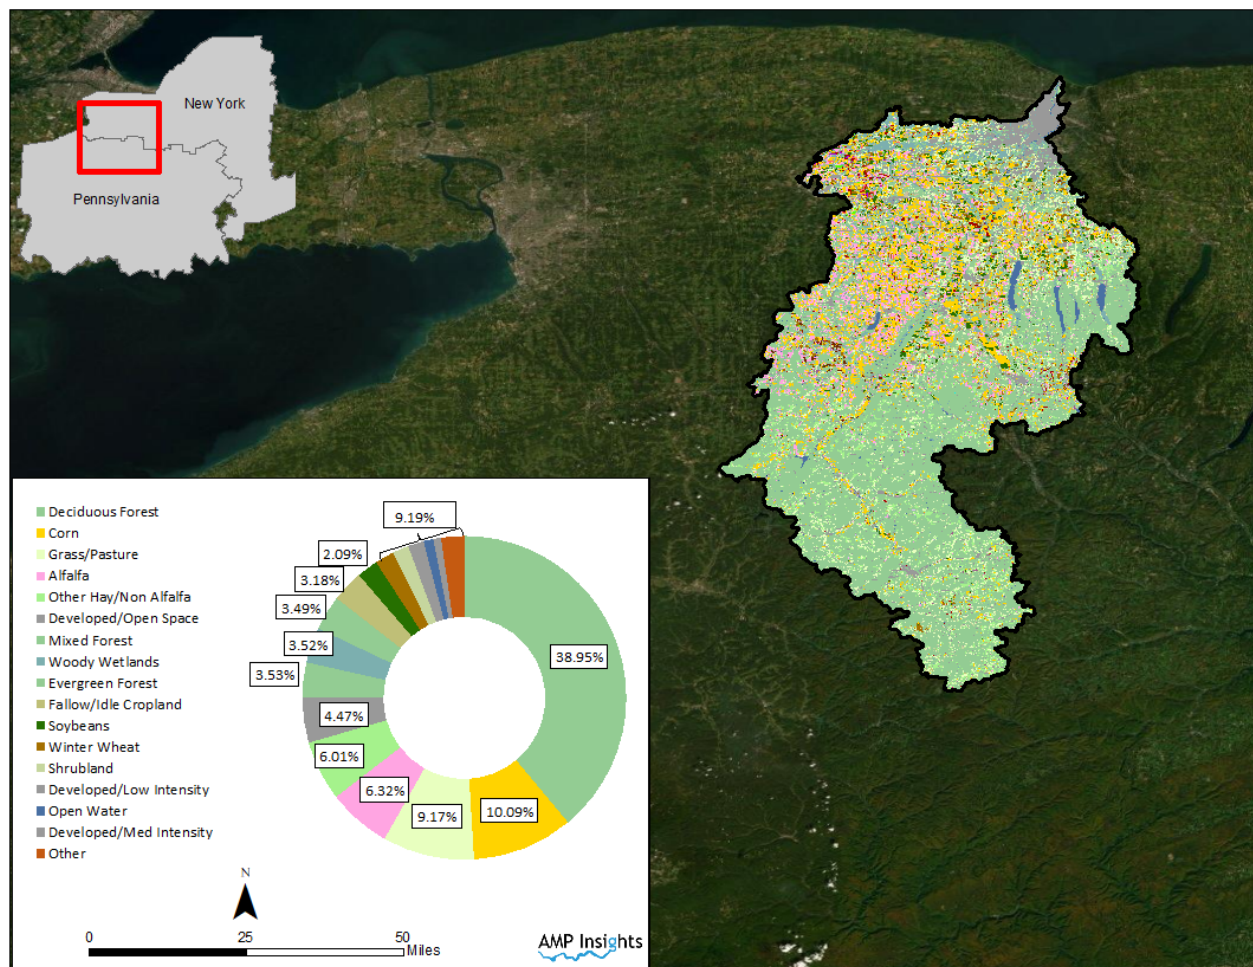 New York
Pennsylvania
Deciduous Forest
Corn
Grass/Pasture
Alfalfa
Other Hay/Non Alfalfa
Developed/Open Space
Mixed Forest
Woody Wetlands
Evergreen Forest
Fallow/Idle Cropland
Soybeans
Winter Wheat
Shrubland
Developed/Low Intensity
Open Water
Developed/Med Intensity
Other
9.19%
2.09%
3.18%
3.49%
3.52%
3.53%
4.47%
6.01%
6.32%
9.17%
10.09%
38.95%
N
0 25 50
Miles
AMP Insights